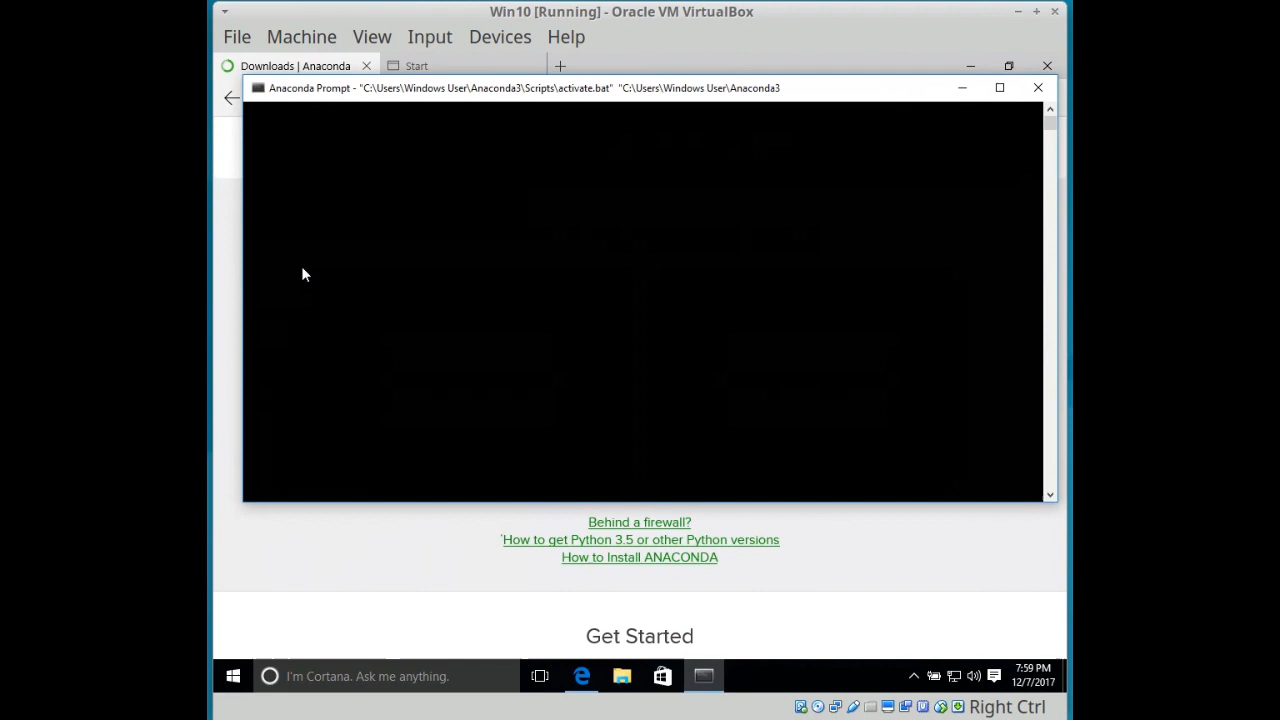 Win10 [Running] - Oracle VM VirtualBox
File Machine View Input Devices Help
Downloads | Anaconda
Start
Anaconda Prompt - "C:\Users\Windows User\Anaconda3\Scripts\activate.bat" "C:\Users\Windows User\Anaconda3
Behind a firewall?
`How to get Python 3.5 or other Python versions
How to Install ANACONDA
Get Started
I'm Cortana. Ask me anything.
7:59 PM
12/7/2017
Right Ctrl